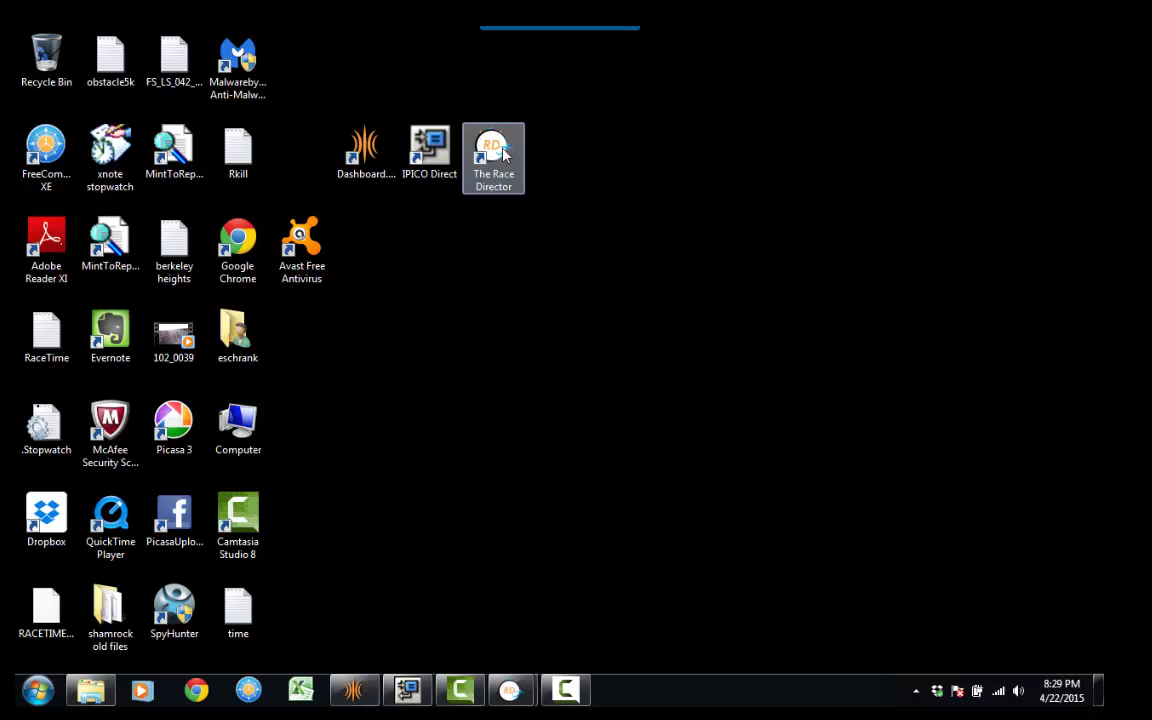 Recycle Bin
obstacle5k
FS_LS_042_...
Malwareby...
Anti-Malw...
FreeCom...
XE
xnote
stopwatch
MintToRep...
Rkill
Dashboard....
IPICO Direct
RD
The Race
Director
Adobe
Reader XI
MintToRep...
berkeley
heights
Google
Chrome
Avast Free
Antivirus
RaceTime
Evernote
102_0039
eschrank
.Stopwatch
McAfee
Security Sc...
Picasa 3
Computer
Dropbox
QuickTime
Player
PicasaUplo...
Camtasia
Studio 8
RACETIME...
shamrock
old files
SpyHunter
time
RD
8:29 PM
4/22/2015